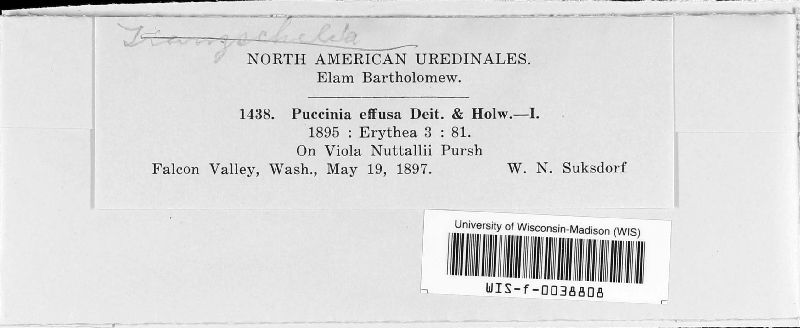 Tranzschelia
NORTH AMERICAN UREDINALES.
Elam Bartholomew.
1438. Puccinia effusa Deit. & Holw.—I.
1895 : Erythea 3 : 81.
On Viola Nuttallii Pursh
Falcon Valley, Wash., May 19, 1897. W. N. Suksdorf
University of Wisconsin-Madison (WIS)
WIS-f-0038808